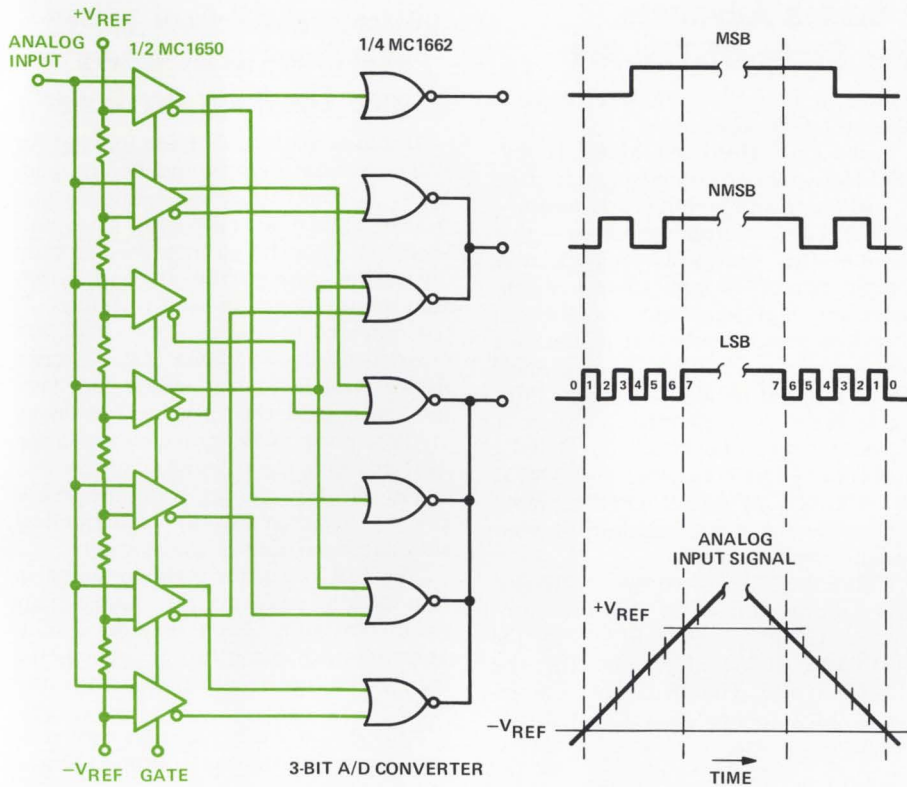 +VREF
ANALOG INPUT
1/2 MC1650
1/4 MC1662
MSB
NMSB
LSB
0 1 2 3 4 5 6 7
7 6 5 4 3 2 1 0
ANALOG
INPUT SIGNAL
+VREF
−VREF
−VREF
GATE
3-BIT A/D CONVERTER
TIME